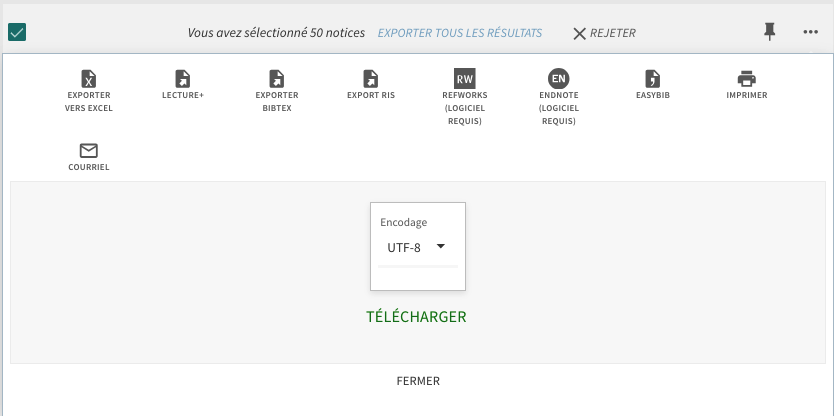 Vous avez sélectionné 50 notices EXPORTER TOUS LES RÉSULTATS REJETER
EXPORTER VERS EXCEL
LECTURE+
EXPORTER BIBTEX
EXPORT RIS
RW
REFWORKS (LOGICIEL REQUIS)
EN
ENDNOTE (LOGICIEL REQUIS)
EASYBIB
IMPRIMER
COURRIEL
Encodage
UTF-8
TÉLÉCHARGER
FERMER